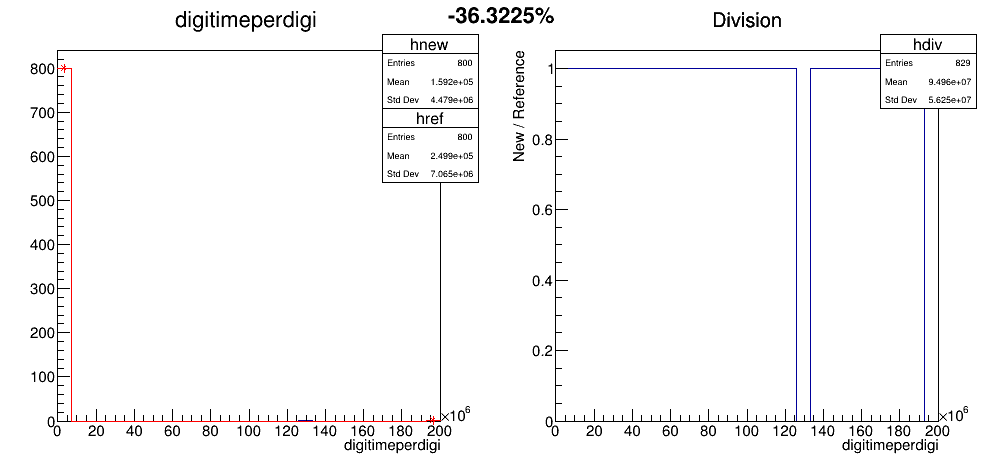 digitimeperdigi
-36.3225%
Division
hnew
Entries 800
Mean 1.592e+05
Std Dev 4.479e+06
href
Entries 800
Mean 2.499e+05
Std Dev 7.065e+06
800
700
600
500
400
300
200
100
0
0 20 40 60 80 100 120 140 160 180 200
×10⁶
digitimeperdigi
hdiv
Entries 829
Mean 9.496e+07
Std Dev 5.625e+07
New / Reference
1
0.8
0.6
0.4
0.2
0
0 20 40 60 80 100 120 140 160 180 200
×10⁶
digitimeperdigi